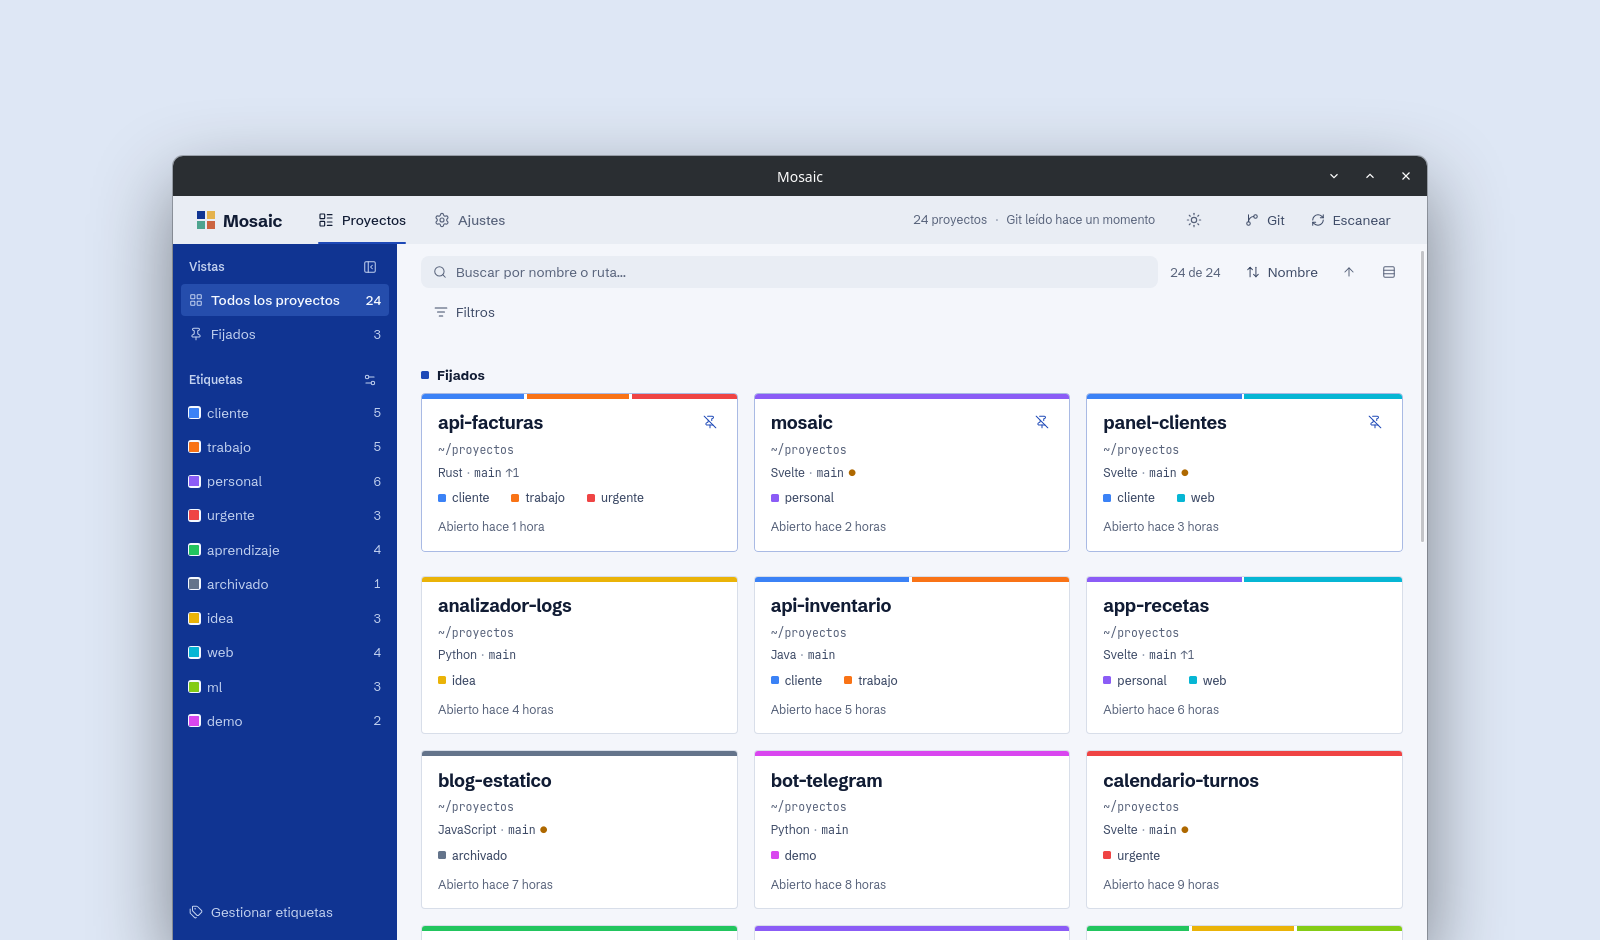 Mosaic
Mosaic
Proyectos
Ajustes
24 proyectos · Git leído hace un momento
Git
Escanear
Vistas
Todos los proyectos 24
Fijados 3
Etiquetas
cliente 5
trabajo 5
personal 6
urgente 3
aprendizaje 4
archivado 1
idea 3
web 4
ml 3
demo 2
Gestionar etiquetas
Buscar por nombre o ruta...
24 de 24
Nombre
Filtros
Fijados
api-facturas
~/proyectos
Rust · main ↑1
cliente trabajo urgente
Abierto hace 1 hora
mosaic
~/proyectos
Svelte · main ●
personal
Abierto hace 2 horas
panel-clientes
~/proyectos
Svelte · main ●
cliente web
Abierto hace 3 horas
analizador-logs
~/proyectos
Python · main
idea
Abierto hace 4 horas
api-inventario
~/proyectos
Java · main
cliente trabajo
Abierto hace 5 horas
app-recetas
~/proyectos
Svelte · main ↑1
personal web
Abierto hace 6 horas
blog-estatico
~/proyectos
JavaScript · main ●
archivado
Abierto hace 7 horas
bot-telegram
~/proyectos
Python · main
demo
Abierto hace 8 horas
calendario-turnos
~/proyectos
Svelte · main ●
urgente
Abierto hace 9 horas